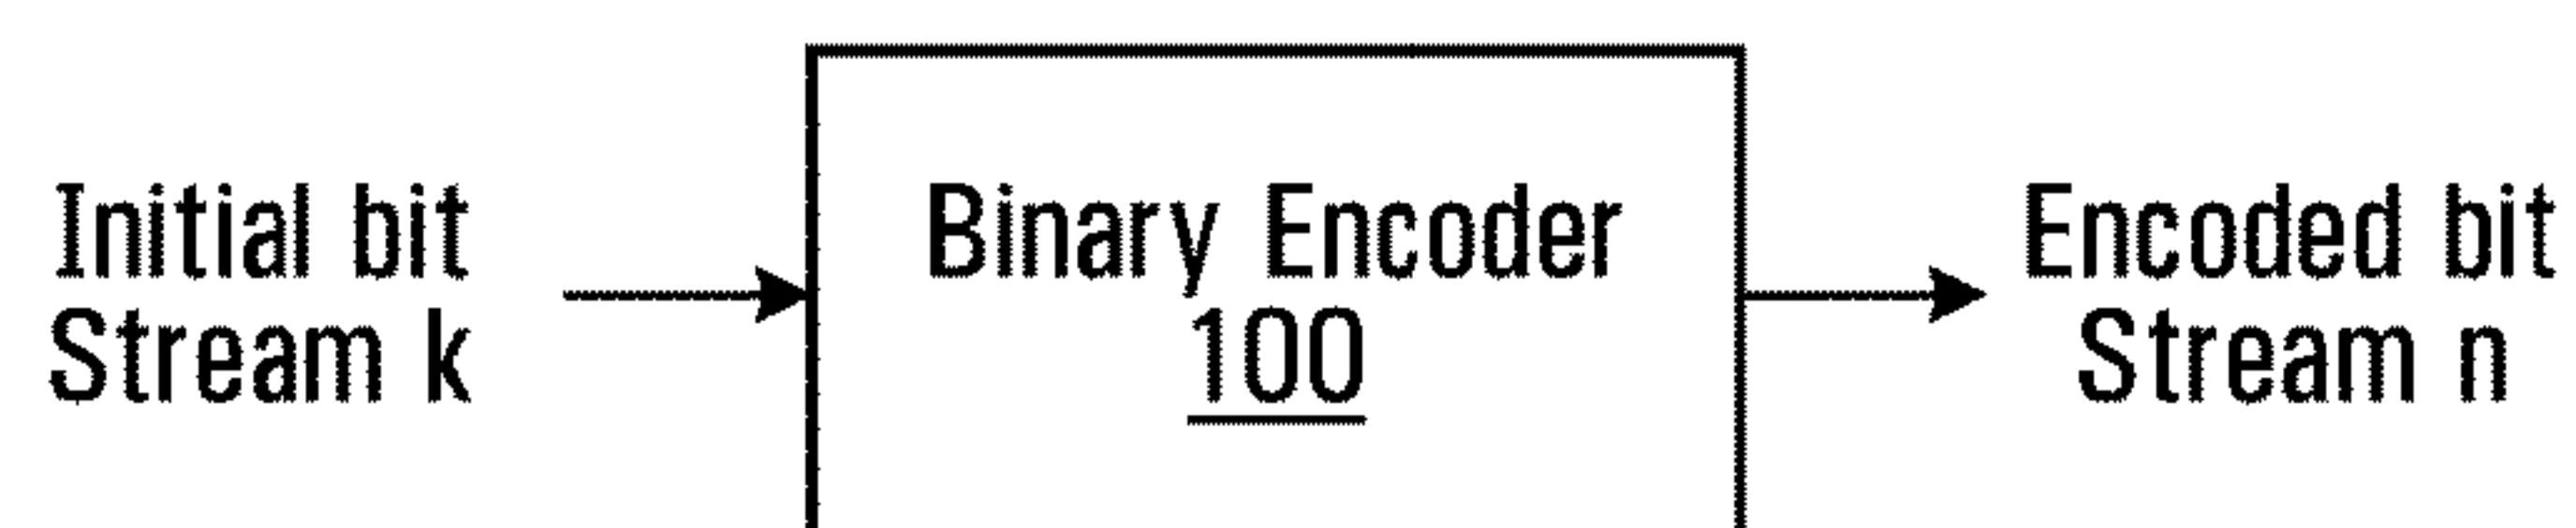 Initial bit
Stream k
Binary Encoder
100
Encoded bit
Stream n